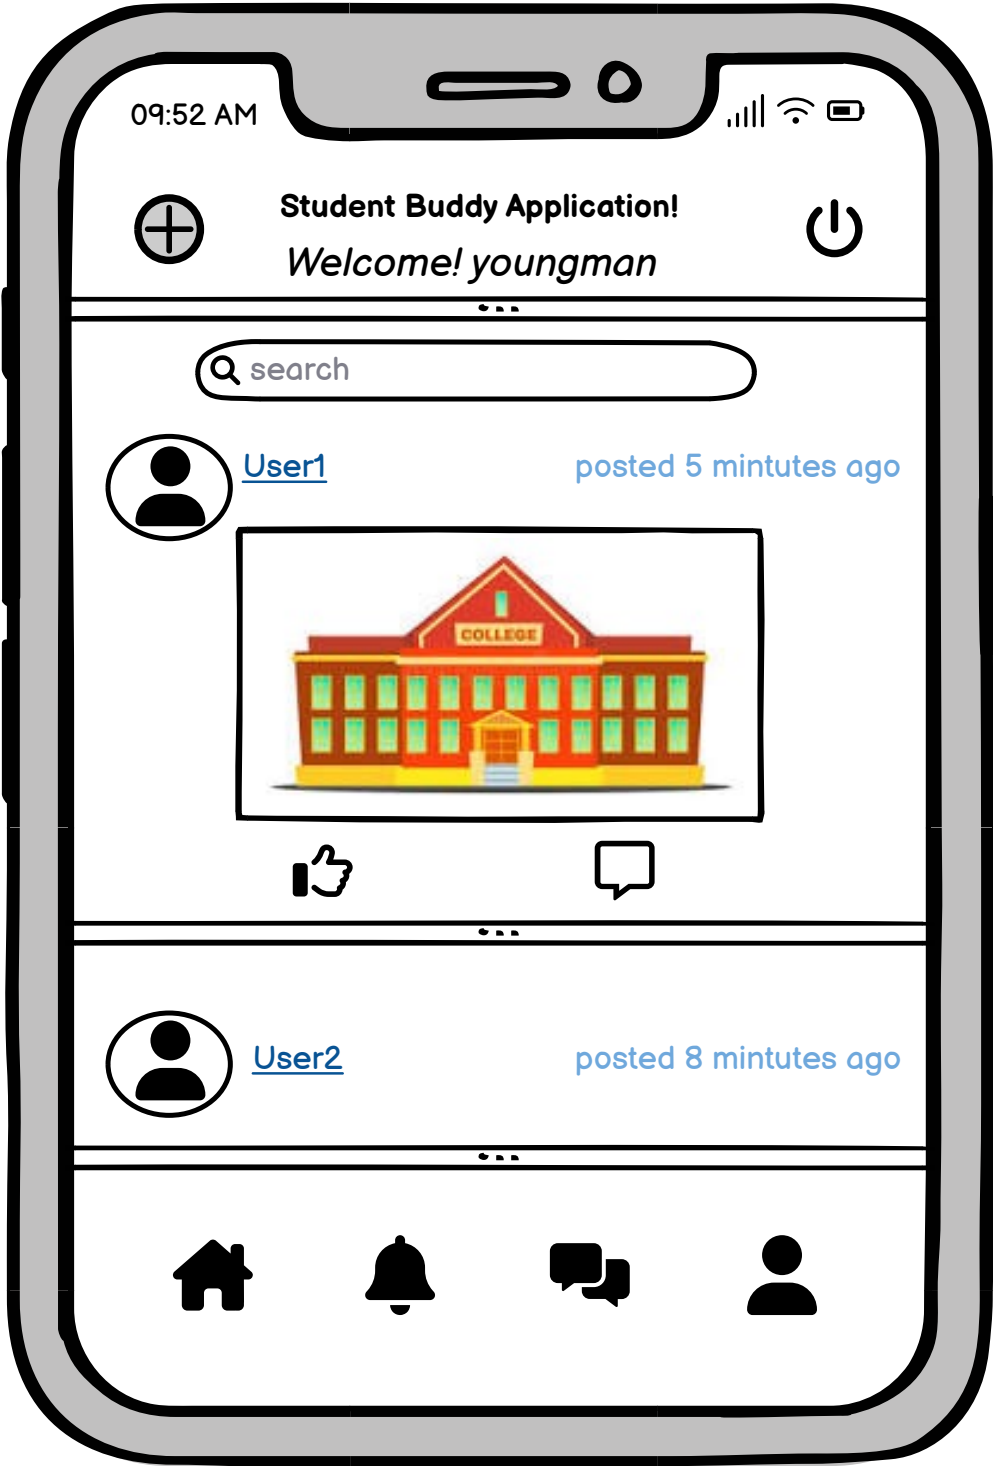 09:52 AM
Student Buddy Application!
Welcome! youngman
search
User1
posted 5 mintutes ago
COLLEGE
User2
posted 8 mintutes ago